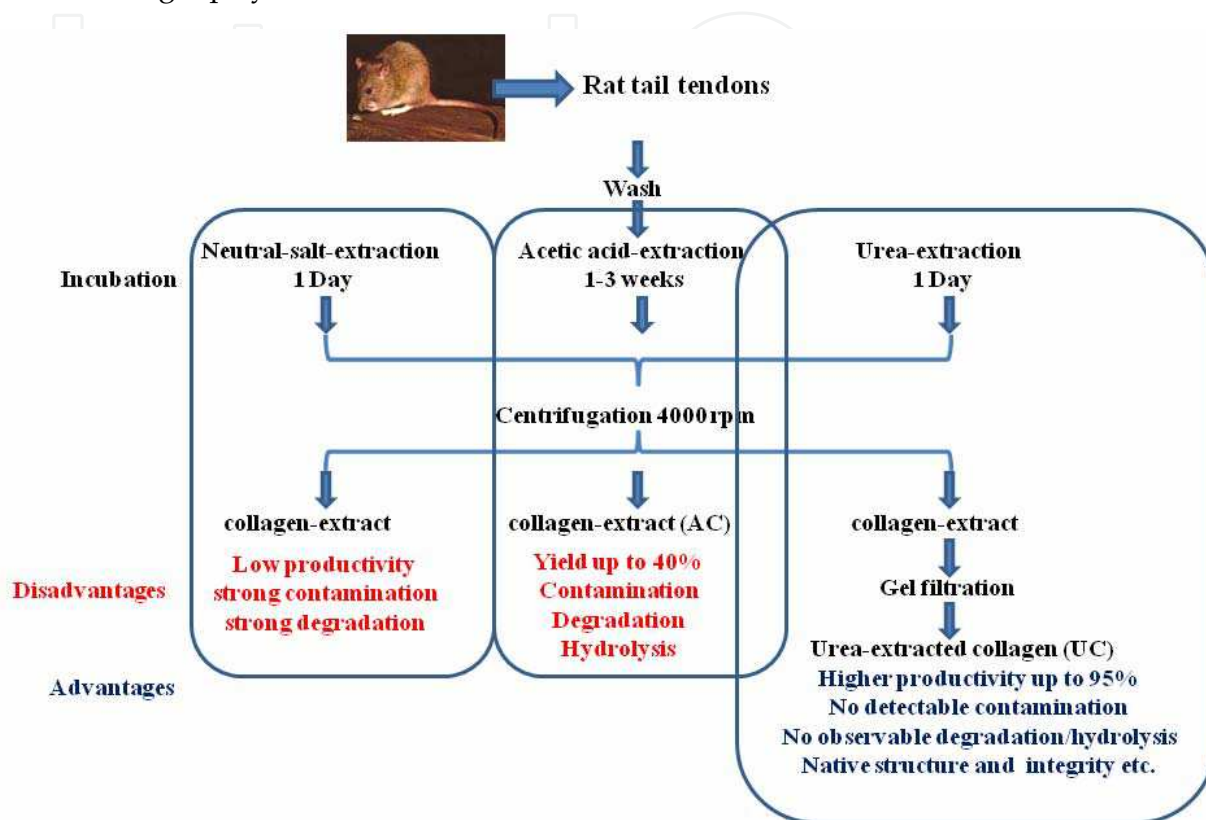 Rat tail tendons
Wash
Neutral-salt-extraction
1 Day
Acetic acid-extraction
1-3 weeks
Urea-extraction
1 Day
Incubation
Centrifugation 4000 rpm
collagen-extract
Low productivity
strong contamination
strong degradation
collagen-extract (AC)
Yield up to 40%
Contamination
Degradation
Hydrolysis
collagen-extract
Gel filtration
Urea-extracted collagen (UC)
Higher productivity up to 95%
No detectable contamination
No observable degradation/hydrolysis
Native structure and integrity etc.
Disadvantages
Advantages